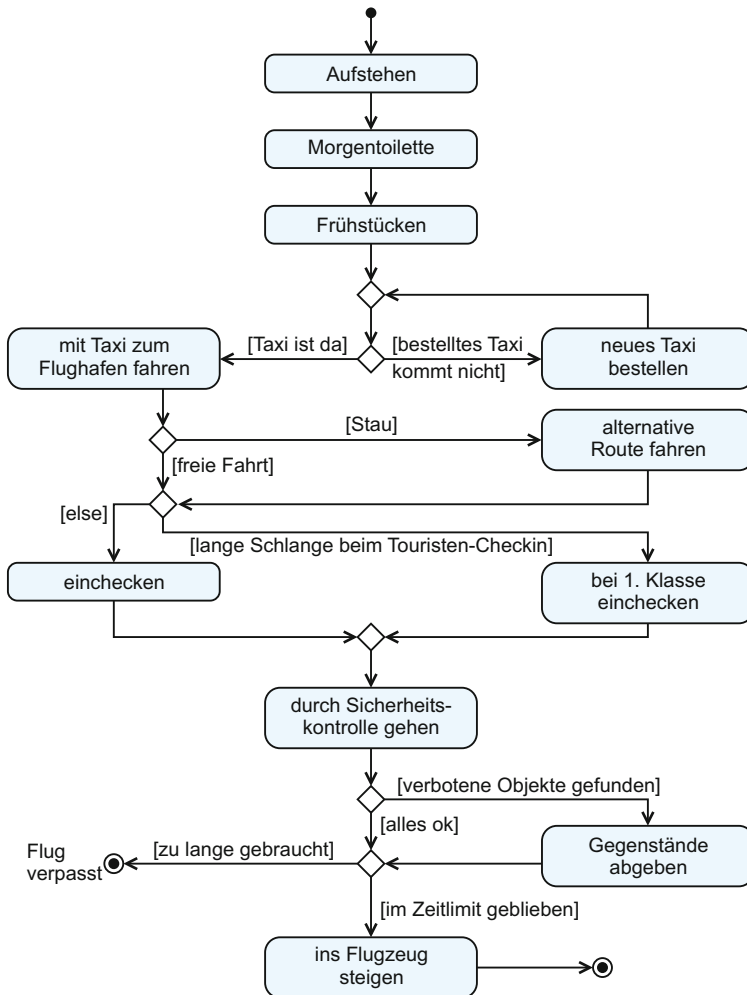 Aufstehen
Morgentoilette
Frühstücken
mit Taxi zum
Flughafen fahren
[Taxi ist da]
[bestelltes Taxi
kommt nicht]
neues Taxi
bestellen
[Stau]
alternative
Route fahren
[freie Fahrt]
[else]
[lange Schlange beim Touristen-Checkin]
einchecken
bei 1. Klasse
einchecken
durch Sicherheits-
kontrolle gehen
[verbotene Objekte gefunden]
[alles ok]
Gegenstände
abgeben
Flug
verpasst
[zu lange gebraucht]
[im Zeitlimit geblieben]
ins Flugzeug
steigen